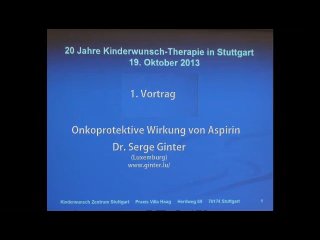 20 Jahre Kinderwunsch-Therapie in Stuttgart
19. Oktober 2013
1. Vortrag
Onkoprotektive Wirkung von Aspirin
Dr. Serge Ginter
(Luxemburg)
www.ginter.lu/
Kinderwunsch Zentrum Stuttgart Praxis Villa Haag Herdweg 69 70174 Stuttgart